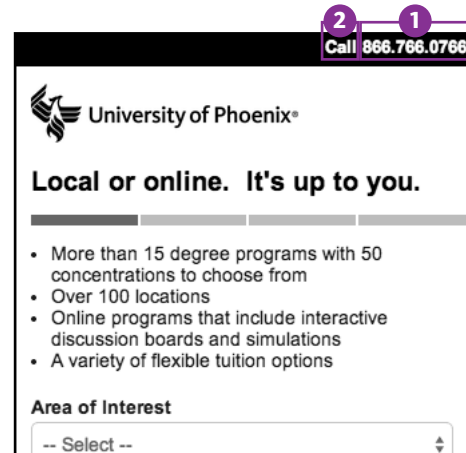 2 1
Call 866.766.0766
University of Phoenix®
Local or online. It's up to you.
• More than 15 degree programs with 50
concentrations to choose from
• Over 100 locations
• Online programs that include interactive
discussion boards and simulations
• A variety of flexible tuition options
Area of Interest
-- Select --